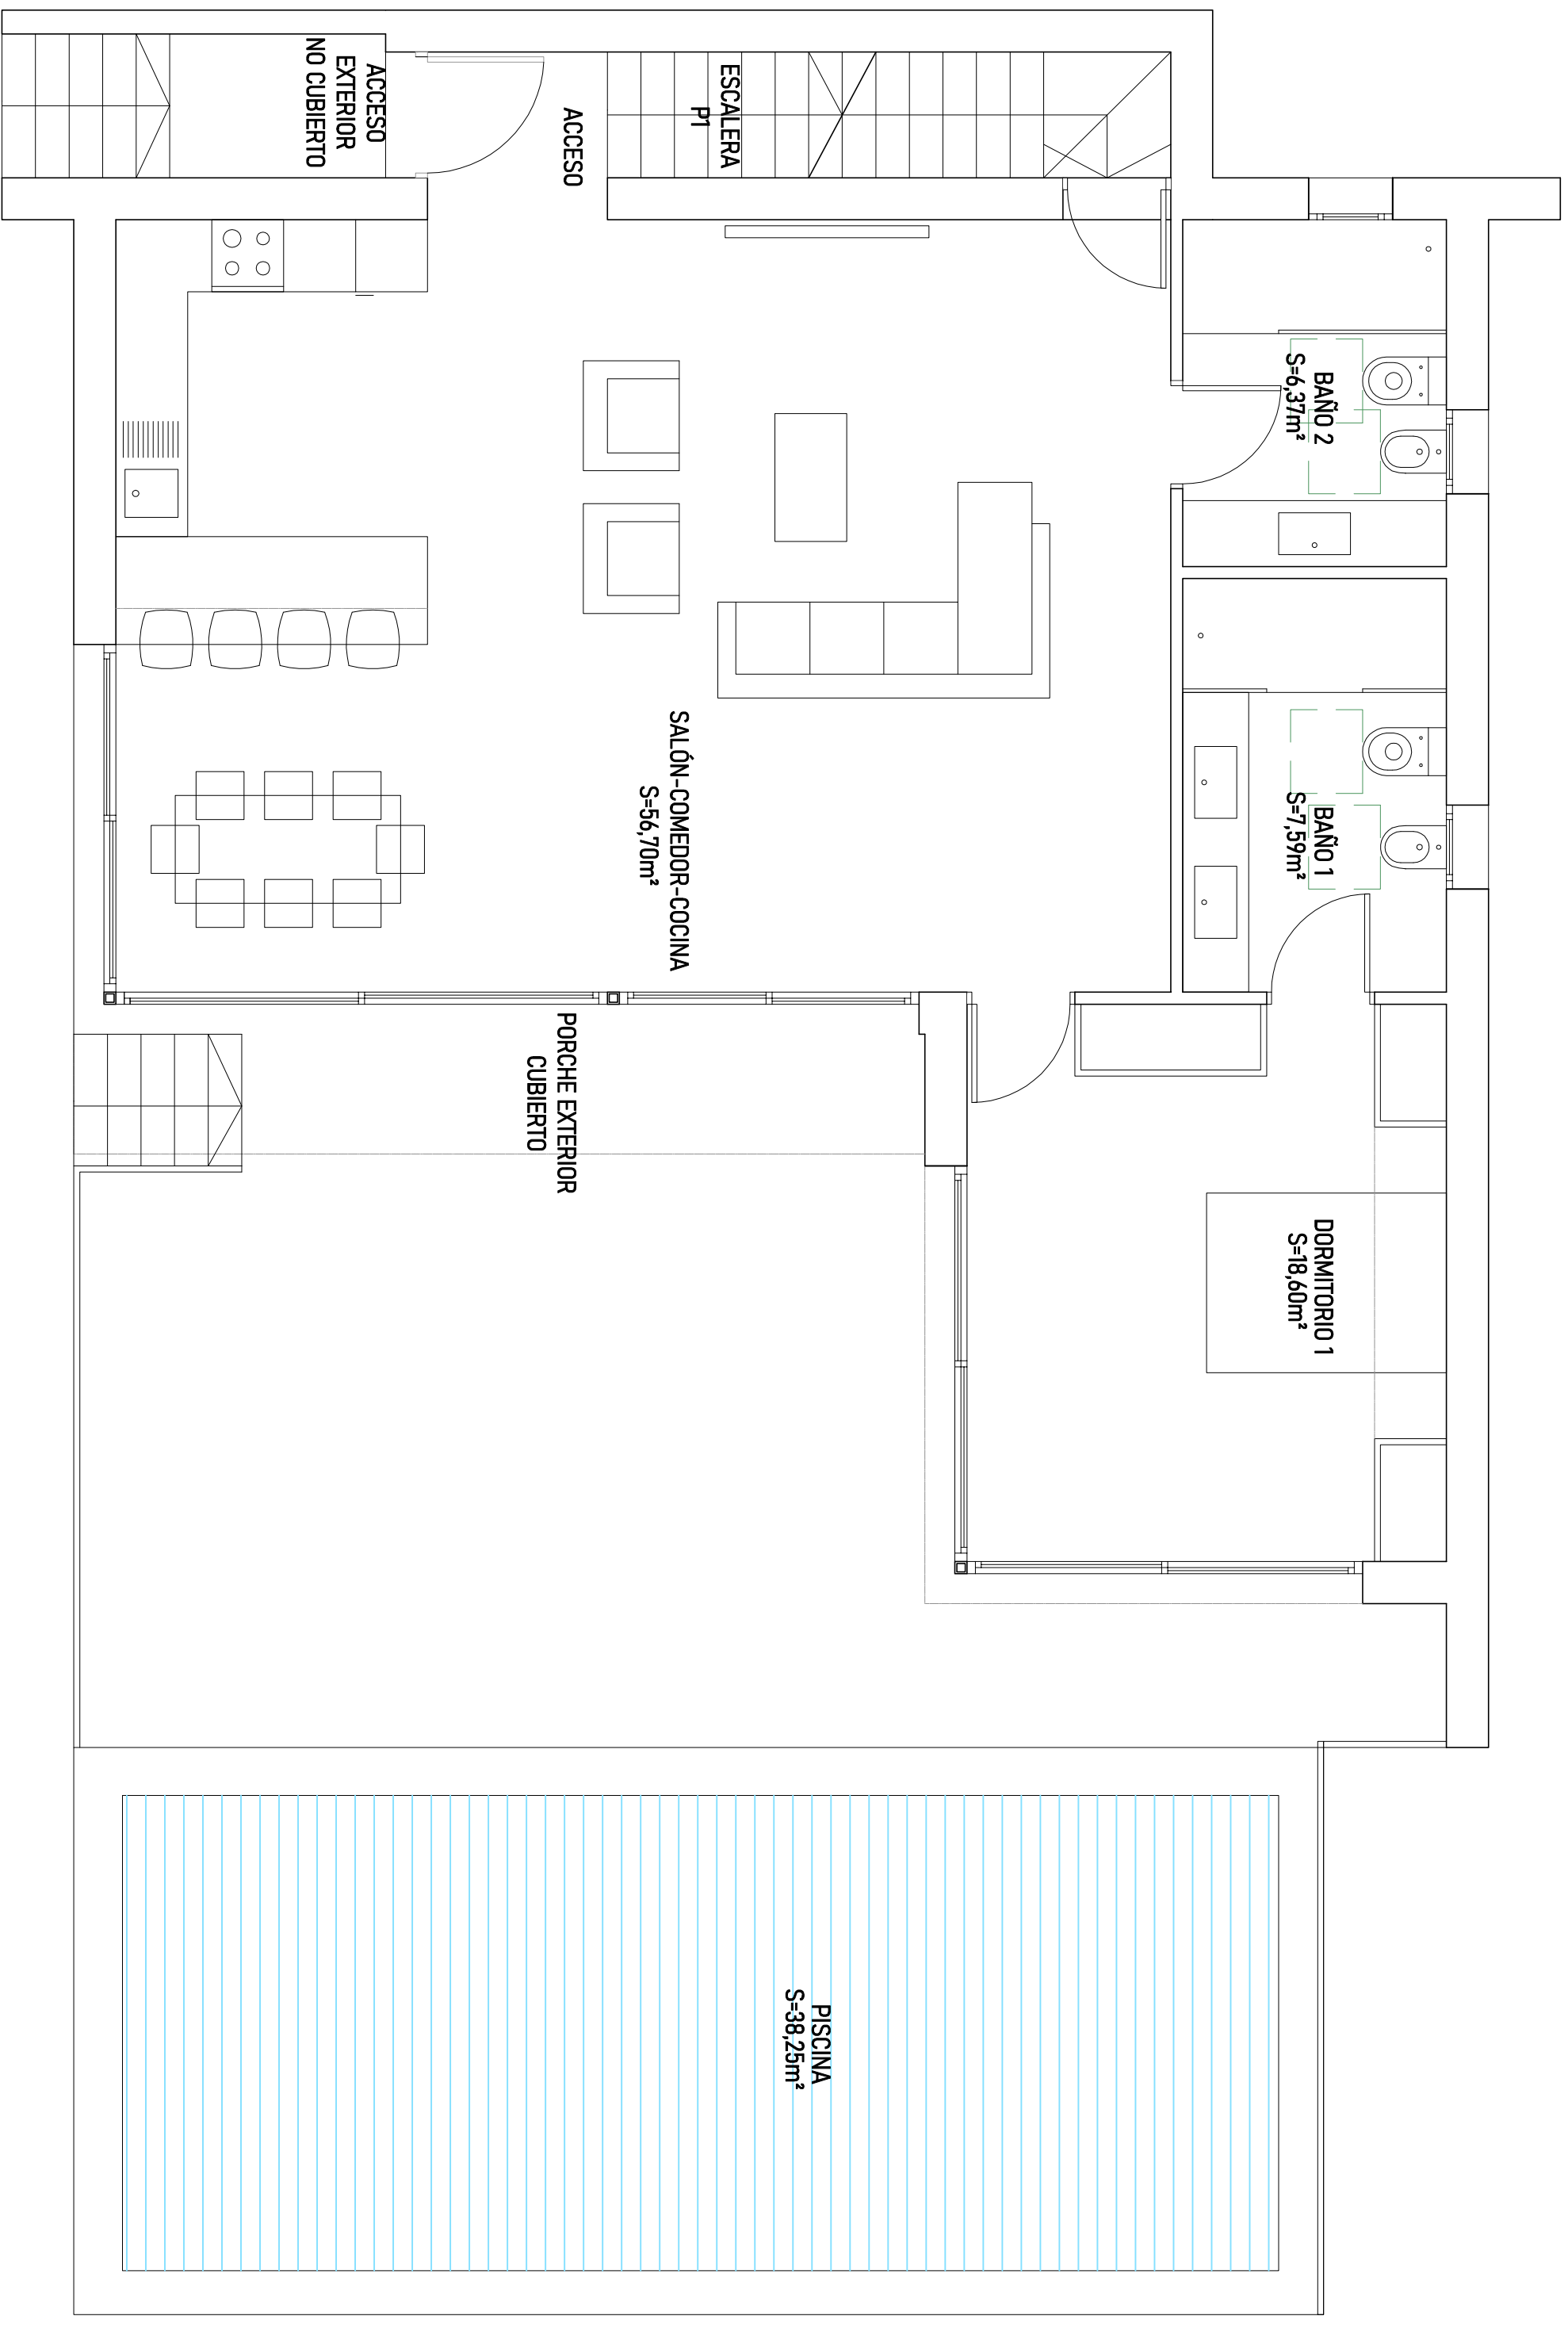 ACCESO
EXTERIOR
NO CUBIERTO
ACCESO
ESCALERA
P1
BAÑO 2
S=6,37m²
BAÑO 1
S=7,59m²
SALÓN-COMEDOR-COCINA
S=56,70m²
PORCHE EXTERIOR
CUBIERTO
DORMITORIO 1
S=18,60m²
PISCINA
S=38,25m²